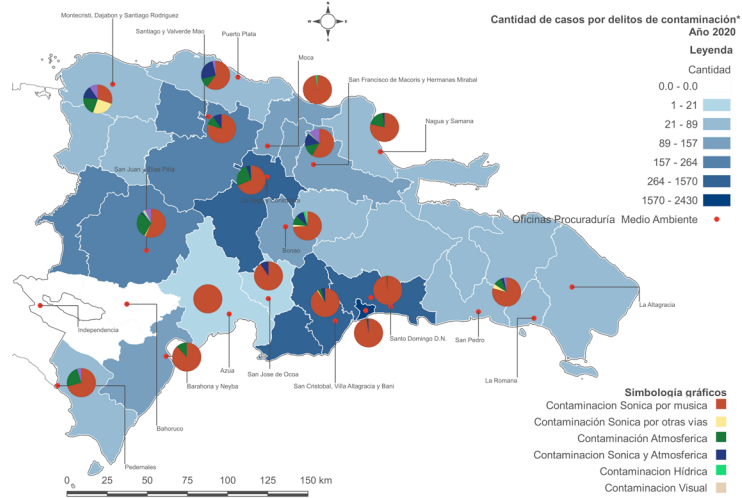 Cantidad de casos por delitos de contaminación*
Año 2020
Leyenda
Cantidad
0.0 - 0.0
1 - 21
21 - 89
89 - 157
157 - 264
264 - 1570
1570 - 2430
Oficinas Procuraduría Medio Ambiente
Montecristi, Dajabon y Santiago Rodriguez
Santiago y Valverde Mao
Puerto Plata
Moca
San Francisco de Macoris y Hermanas Mirabal
Nagua y Samana
San Juan y Elias Piña
Bonao
La Altagracia
Independencia
Azua
San Jose de Ocoa
Santo Domingo D.N.
San Pedro
La Romana
Barahona y Neyba
San Cristobal, Villa Altagracia y Bani
Bahoruco
Pedernales
0 25 50 75 100 125 150 km
Simbologia gráficos
Contaminacion Sonica por musica
Contaminación Sonica por otras vias
Contaminación Atmosferica
Contaminacion Sonica y Atmosferica
Contaminacion Hídrica
Contaminacion Visual